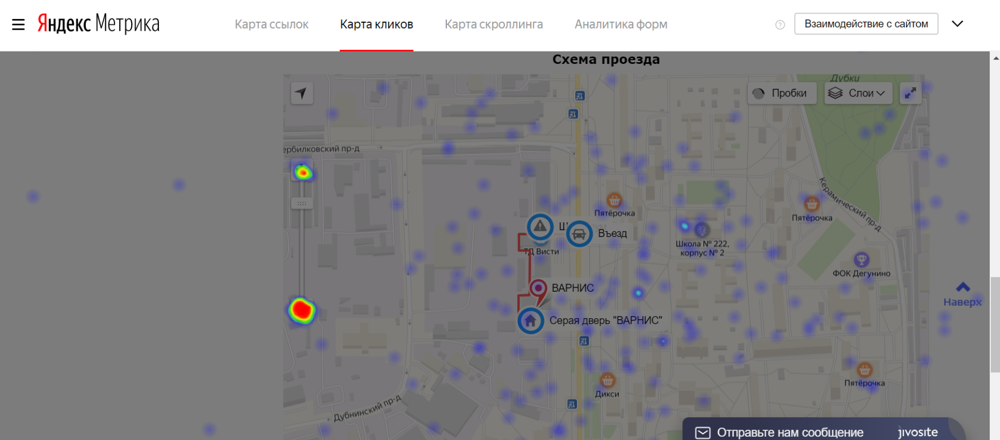 Яндекс Метрика
Карта ссылок
Карта кликов
Карта скроллинга
Аналитика форм
?
Взаимодействие с сайтом
Схема проезда
Дубки
Пробки
Слои
ербилковский пр-д
Керамический пр-д
Пятёрочка
Пятёрочка
Ш
Въезд
ТД Висти
Школа № 222,
корпус № 2
ФОК Дегунино
ВАРНИС
Наверх
Серая дверь "ВАРНИС"
Пятёрочка
Дикси
Дубнинский пр-д
Отправьте нам сообщение
jivosite